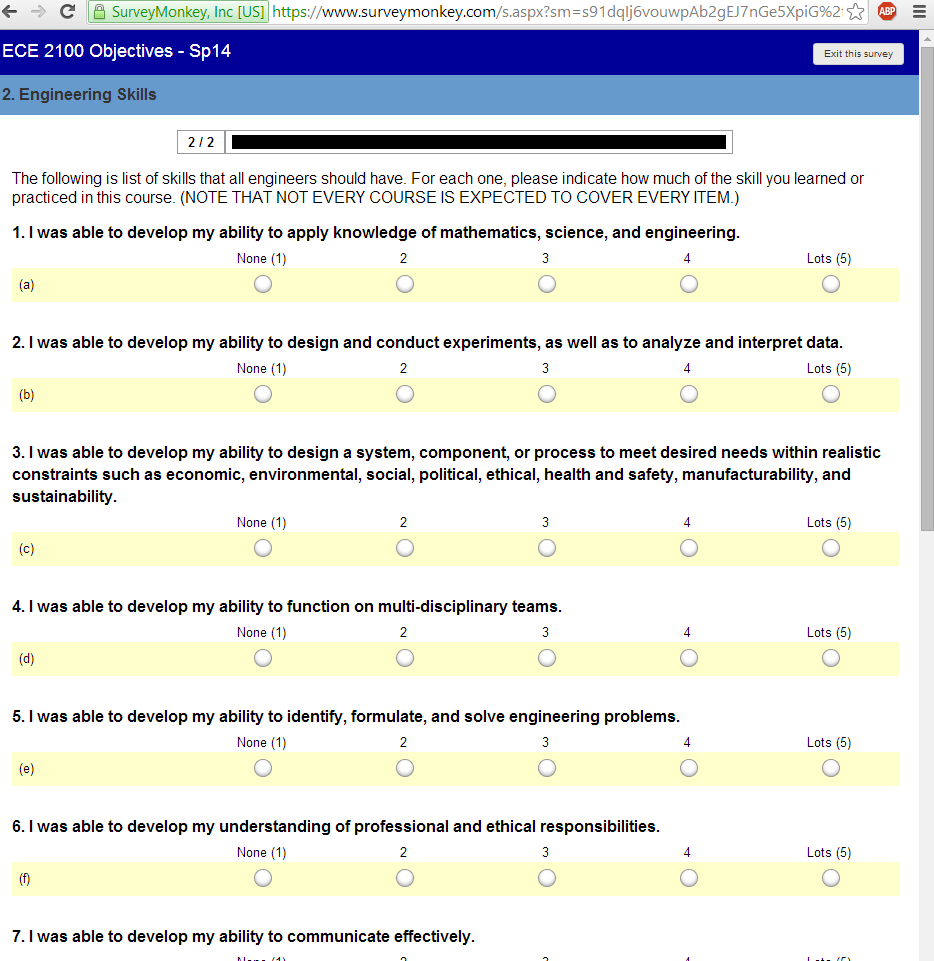 SurveyMonkey, Inc [US] https://www.surveymonkey.com/s.aspx?sm=s91dqIj6vouwpAb2gEJ7nGe5XpiG%2 ABP
ECE 2100 Objectives - Sp14 Exit this survey
2. Engineering Skills
2 / 2
The following is list of skills that all engineers should have. For each one, please indicate how much of the skill you learned or
practiced in this course. (NOTE THAT NOT EVERY COURSE IS EXPECTED TO COVER EVERY ITEM.)
1. I was able to develop my ability to apply knowledge of mathematics, science, and engineering.
None (1) 2 3 4 Lots (5)
(a)
2. I was able to develop my ability to design and conduct experiments, as well as to analyze and interpret data.
None (1) 2 3 4 Lots (5)
(b)
3. I was able to develop my ability to design a system, component, or process to meet desired needs within realistic
constraints such as economic, environmental, social, political, ethical, health and safety, manufacturability, and
sustainability.
None (1) 2 3 4 Lots (5)
(c)
4. I was able to develop my ability to function on multi-disciplinary teams.
None (1) 2 3 4 Lots (5)
(d)
5. I was able to develop my ability to identify, formulate, and solve engineering problems.
None (1) 2 3 4 Lots (5)
(e)
6. I was able to develop my understanding of professional and ethical responsibilities.
None (1) 2 3 4 Lots (5)
(f)
7. I was able to develop my ability to communicate effectively.
None (1) 2 3 4 Lots (5)